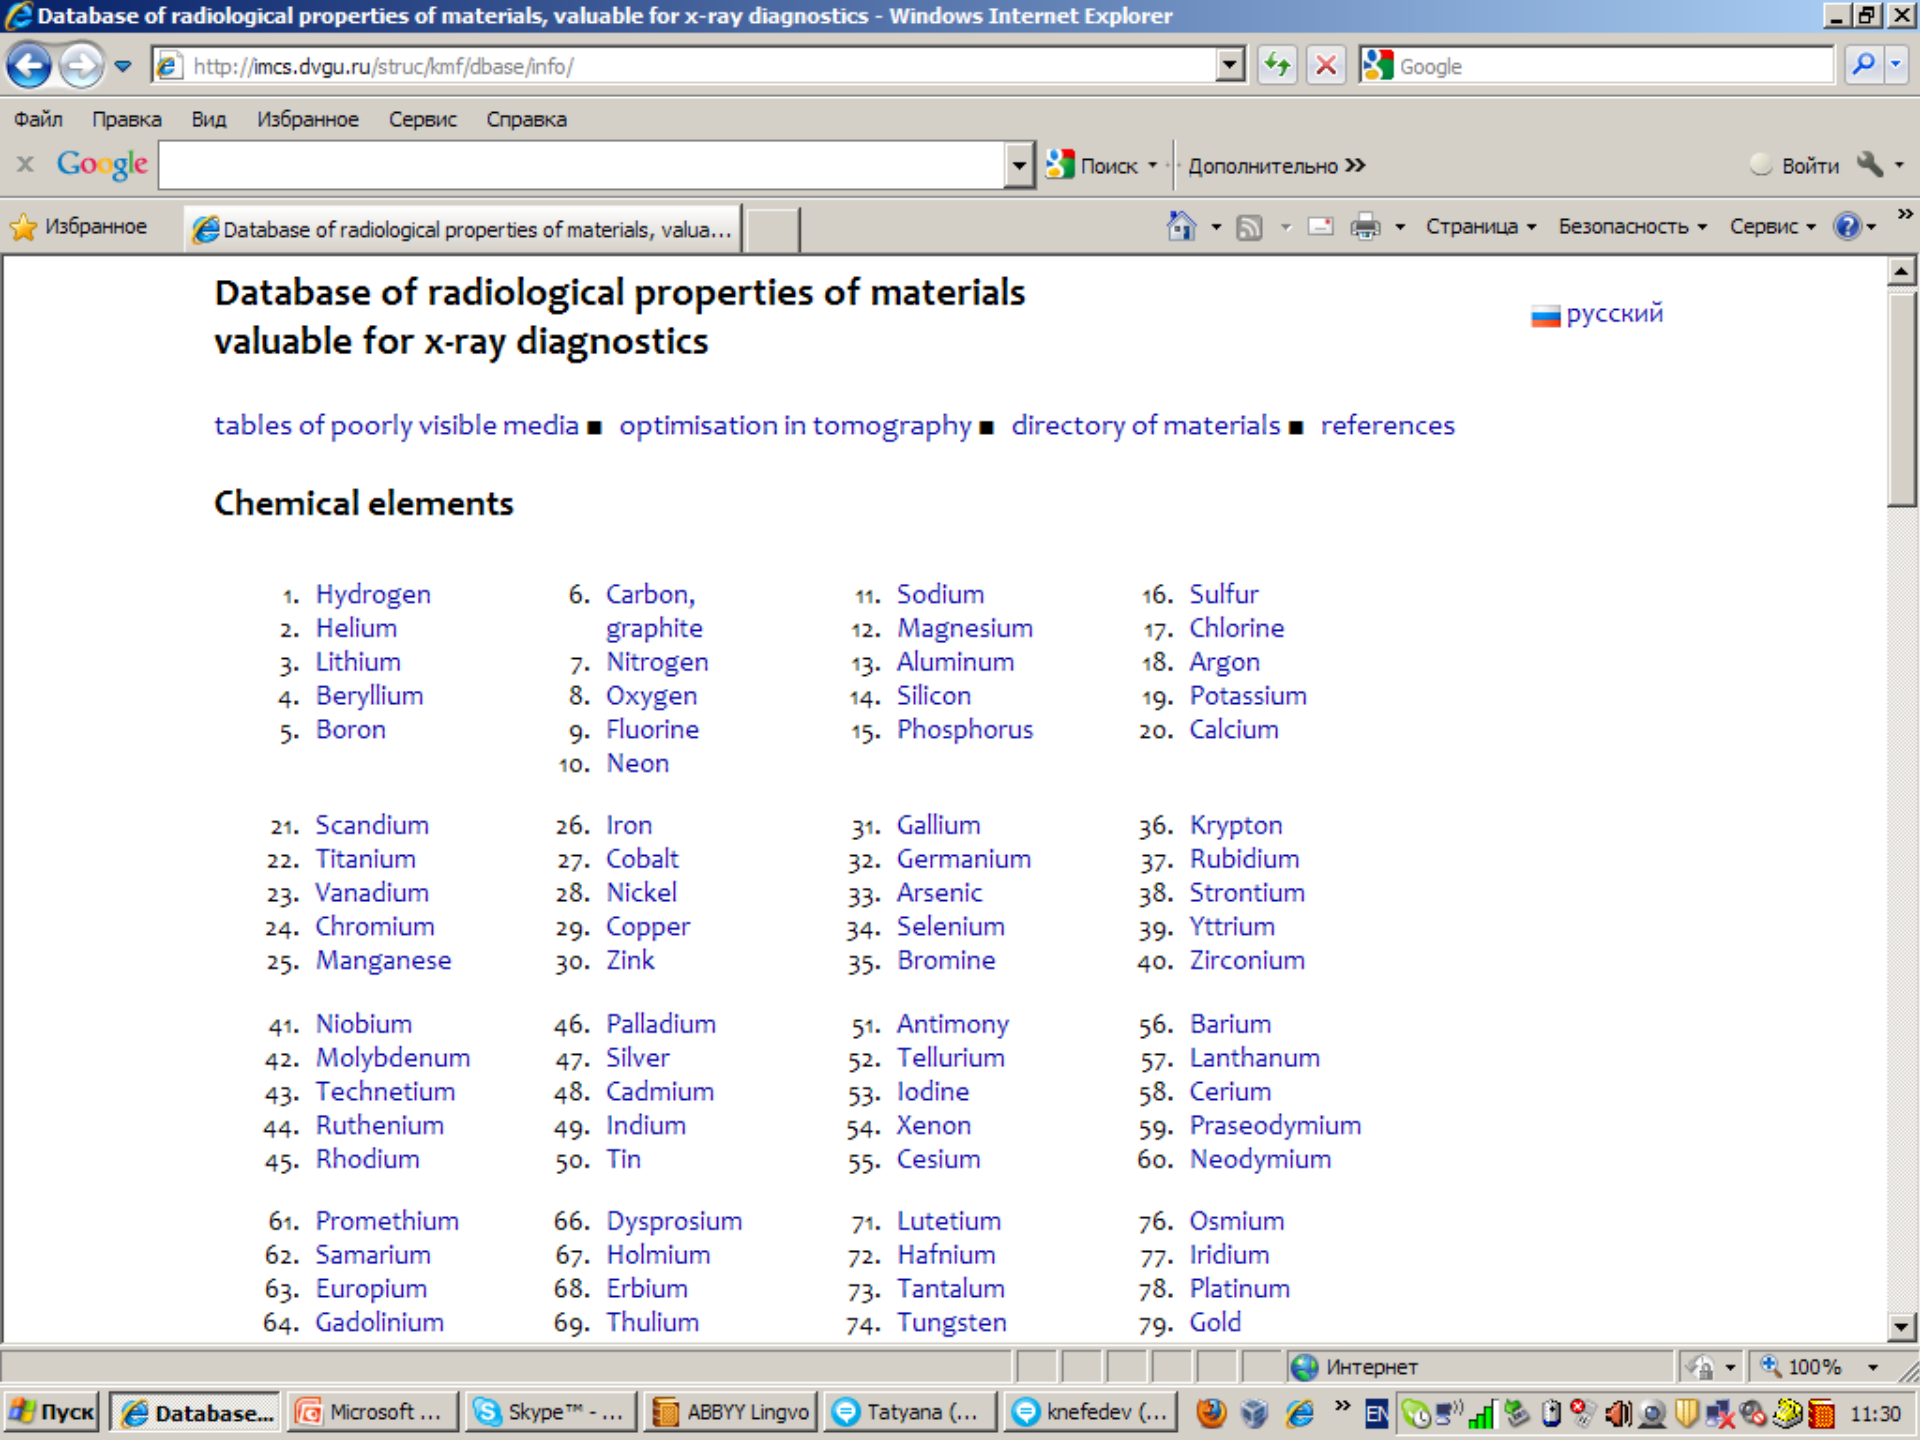 Database of radiological properties of materials, valuable for x-ray diagnostics - Windows Internet Explorer
http://imcs.dvgu.ru/struc/kmf/dbase/info/
Google
Файл Правка Вид Избранное Сервис Справка
x Google Поиск Дополнительно >> Войти
Избранное Database of radiological properties of materials, valua... Страница Безопасность Сервис >>
Database of radiological properties of materials
valuable for x-ray diagnostics
русский
tables of poorly visible media ■ optimisation in tomography ■ directory of materials ■ references
Chemical elements
1. Hydrogen
2. Helium
3. Lithium
4. Beryllium
5. Boron
6. Carbon,
graphite
7. Nitrogen
8. Oxygen
9. Fluorine
10. Neon
11. Sodium
12. Magnesium
13. Aluminum
14. Silicon
15. Phosphorus
16. Sulfur
17. Chlorine
18. Argon
19. Potassium
20. Calcium
21. Scandium
22. Titanium
23. Vanadium
24. Chromium
25. Manganese
26. Iron
27. Cobalt
28. Nickel
29. Copper
30. Zink
31. Gallium
32. Germanium
33. Arsenic
34. Selenium
35. Bromine
36. Krypton
37. Rubidium
38. Strontium
39. Yttrium
40. Zirconium
41. Niobium
42. Molybdenum
43. Technetium
44. Ruthenium
45. Rhodium
46. Palladium
47. Silver
48. Cadmium
49. Indium
50. Tin
51. Antimony
52. Tellurium
53. Iodine
54. Xenon
55. Cesium
56. Barium
57. Lanthanum
58. Cerium
59. Praseodymium
60. Neodymium
61. Promethium
62. Samarium
63. Europium
64. Gadolinium
66. Dysprosium
67. Holmium
68. Erbium
69. Thulium
71. Lutetium
72. Hafnium
73. Tantalum
74. Tungsten
76. Osmium
77. Iridium
78. Platinum
79. Gold
Интернет 100%
Пуск Database... Microsoft ... Skype™ - ... ABBYY Lingvo Tatyana (... knefedev (... >> EN 11:30